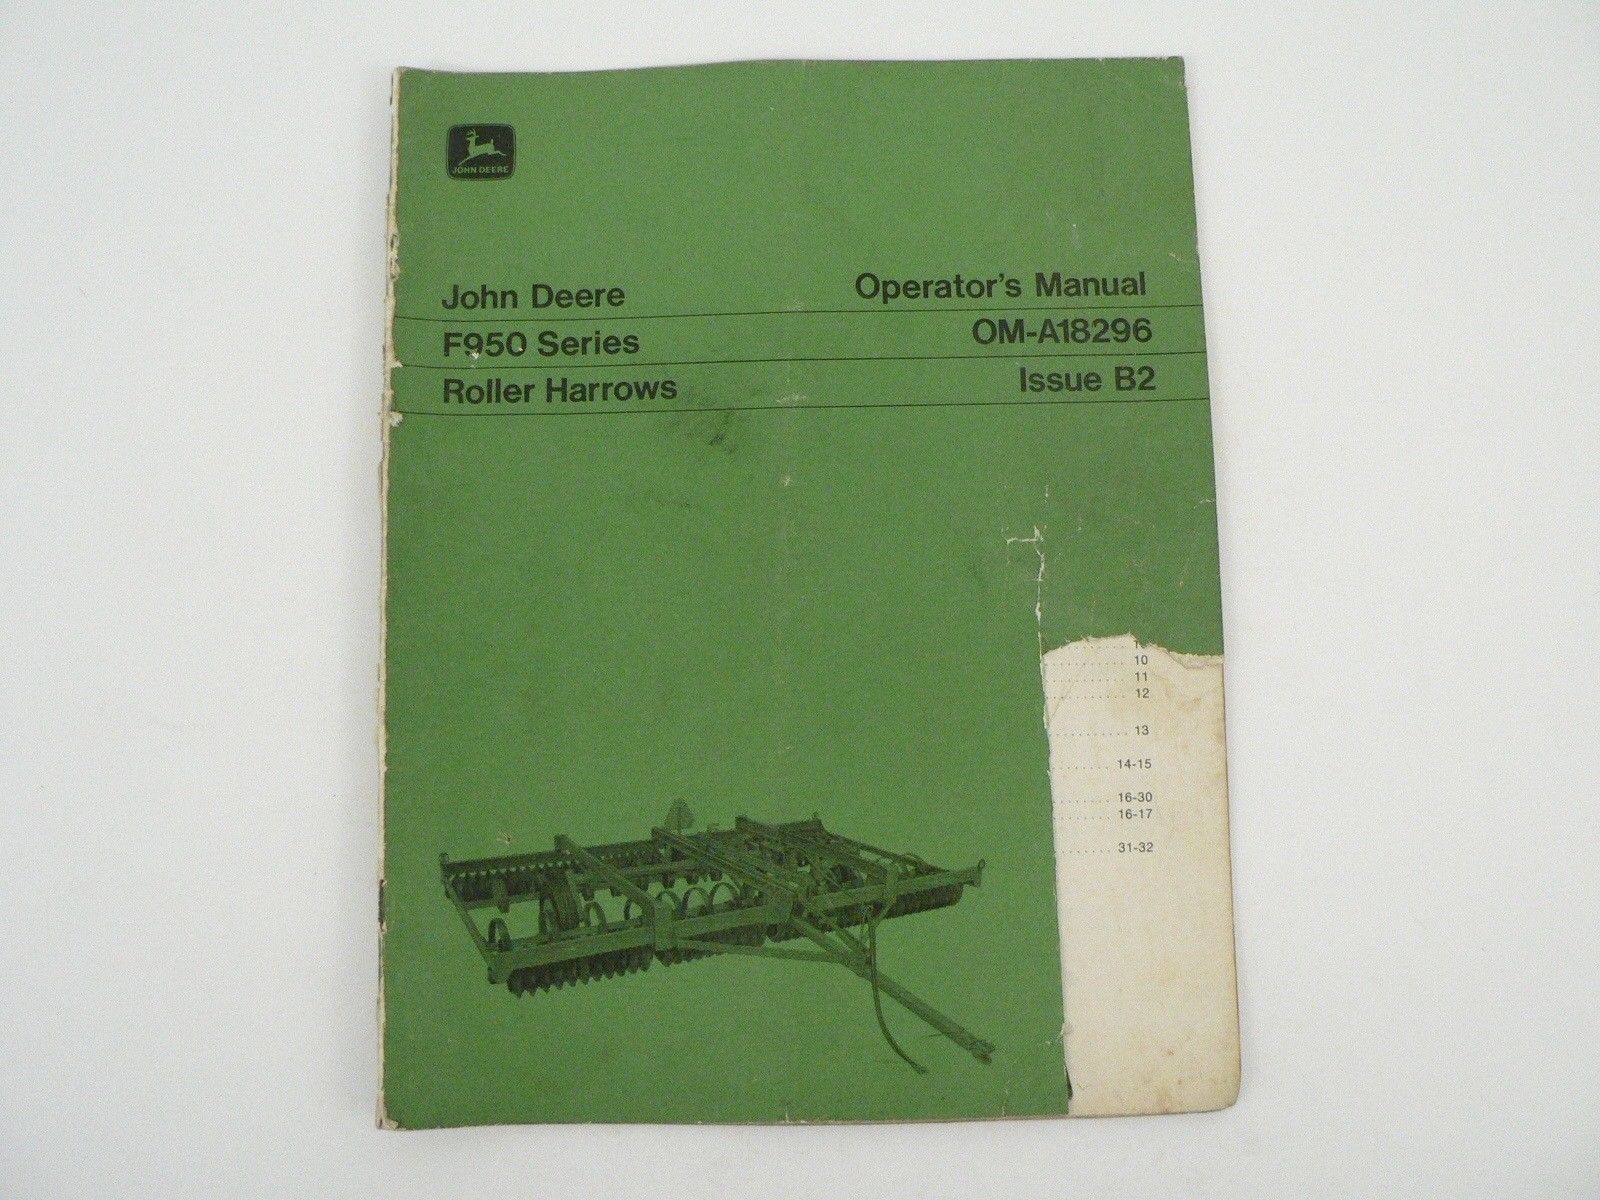 JOHN DEERE
John Deere
F950 Series
Roller Harrows
Operator's Manual
OM-A18296
Issue B2
. . . . . . . . . . 10
. . . . . . . . . . 11
. . . . . . . . . . 12
. . . . . . . . . . 13
. . . . . . . 14-15
. . . . . . . 16-30
. . . . . . . 16-17
. . . . . . . 31-32